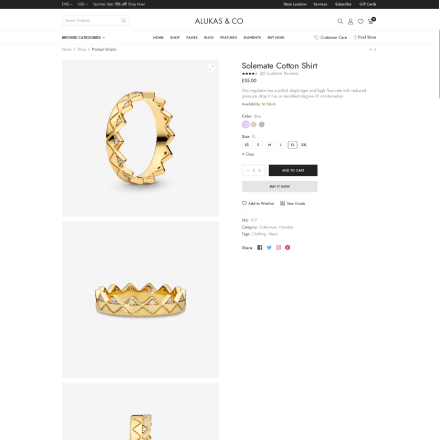 ENG USD Summer Sale 15% off! Shop Now Store Location Services Subscribe Gift Cards
Search Product ALUKAS & CO 0
BROWSE CATEGORIES HOME SHOP PAGES BLOG FEATURES ELEMENTS BUY NOW Customer Care Find Store
Home Shop Product Simple
Solemate Cotton Shirt
(23 Customer Review)
£55.00
This regulator has a rolled diaphragm and high flow rate with reduced
pressure drop. It has an excellent degree of condensation
Availability: In Stock
Color: Blue
Size: XL
XS S M L XL XXL
× Clear
− 1 + ADD TO CART
BUY IT NOW
Add to Wishlist Size Guide
SKU:
Category: Outerwear, Hoodies
Tags: Clothing, Mens
Share: